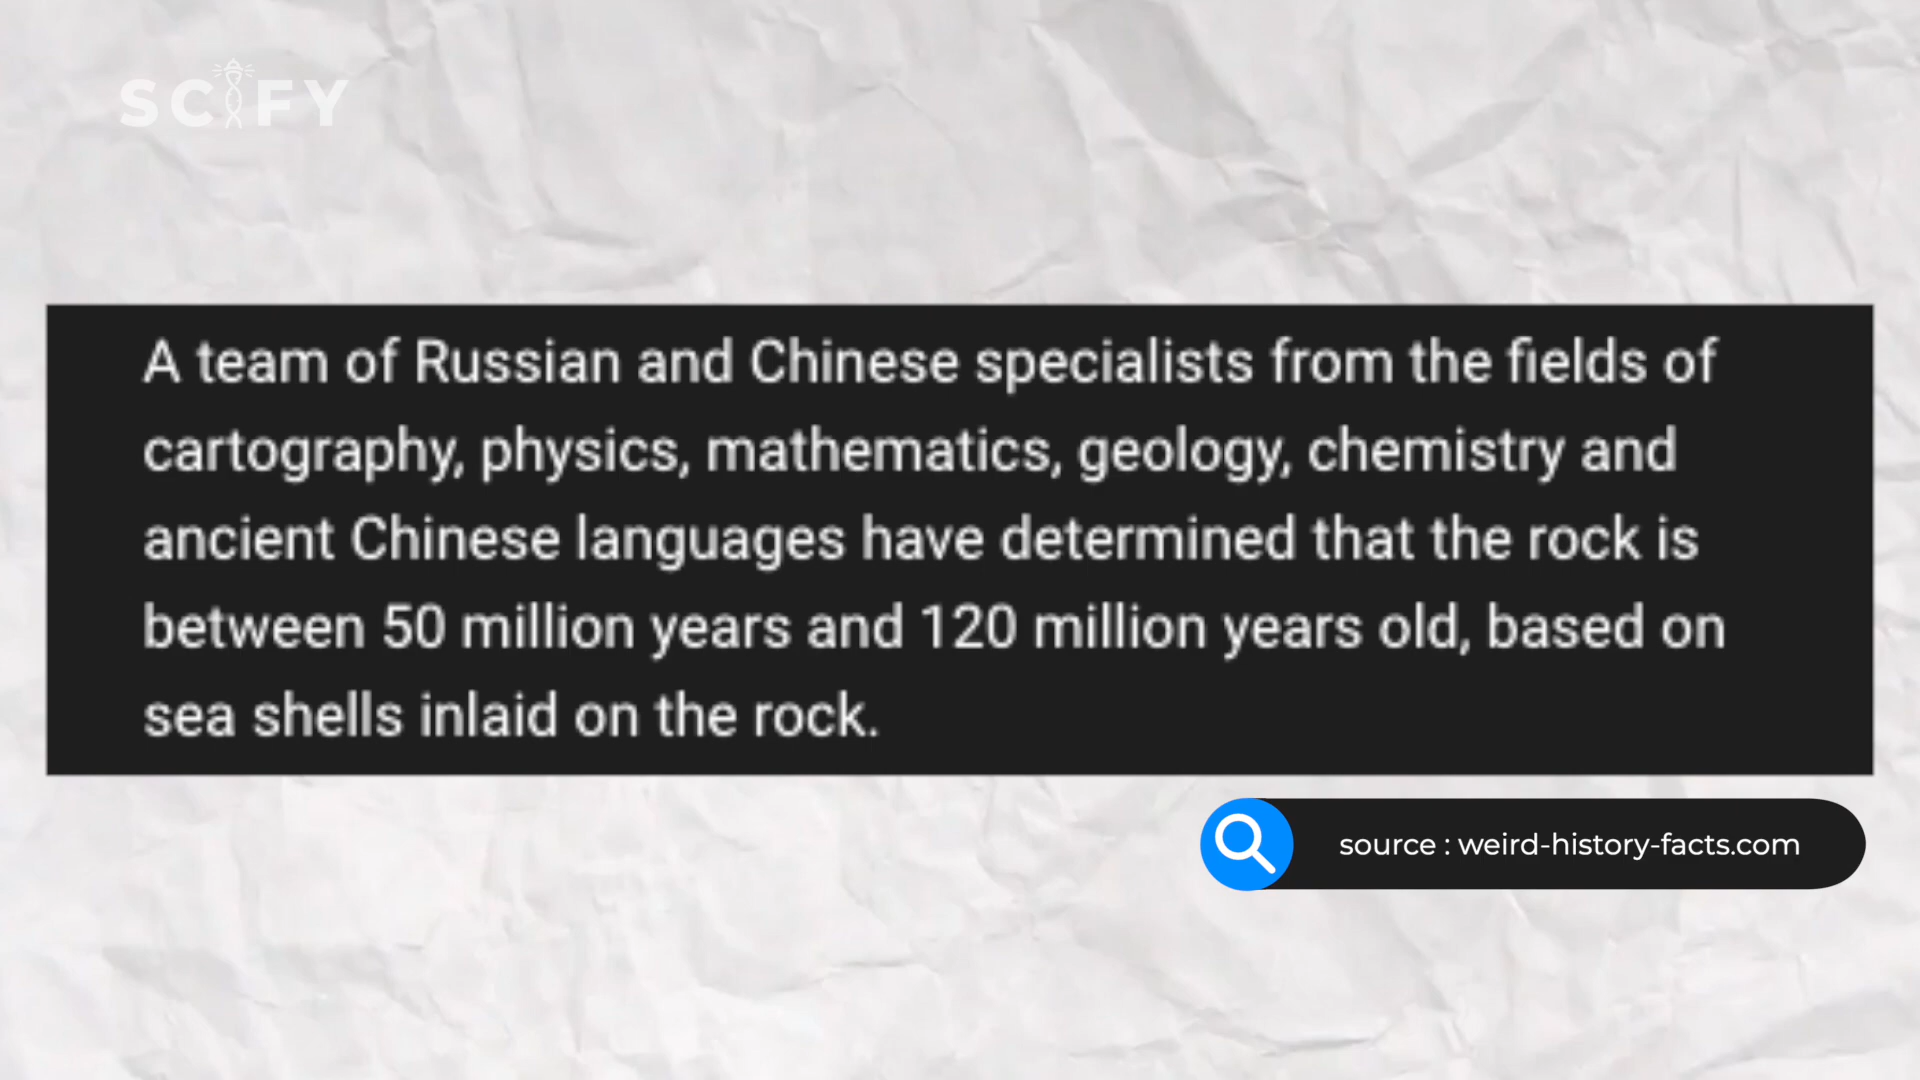 SCIFY
A team of Russian and Chinese specialists from the fields of
cartography, physics, mathematics, geology, chemistry and
ancient Chinese languages have determined that the rock is
between 50 million years and 120 million years old, based on
sea shells inlaid on the rock.
source : weird-history-facts.com